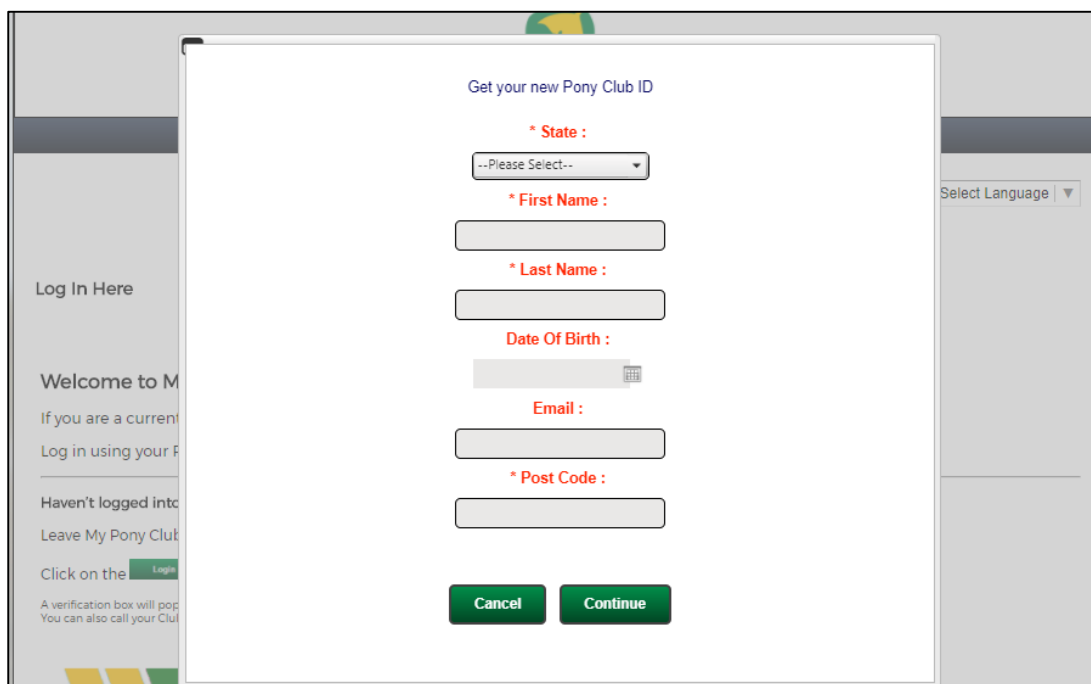 Get your new Pony Club ID
* State :
--Please Select--
* First Name :
Select Language
* Last Name :
Log In Here
Date Of Birth :
Welcome to M
Email :
If you are a current
Log in using your P
* Post Code :
Haven't logged into
Leave My Pony Club
Click on the Login
Cancel Continue
A verification box will pop
You can also call your Club